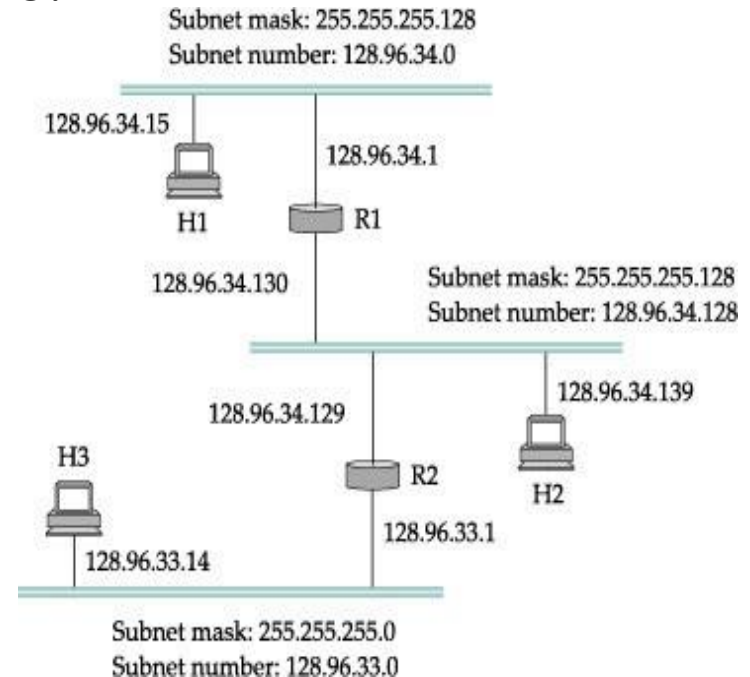 Subnet mask: 255.255.255.128
Subnet number: 128.96.34.0
128.96.34.15
128.96.34.1
H1
R1
128.96.34.130
Subnet mask: 255.255.255.128
Subnet number: 128.96.34.128
128.96.34.139
128.96.34.129
H3
R2
H2
128.96.33.1
128.96.33.14
Subnet mask: 255.255.255.0
Subnet number: 128.96.33.0